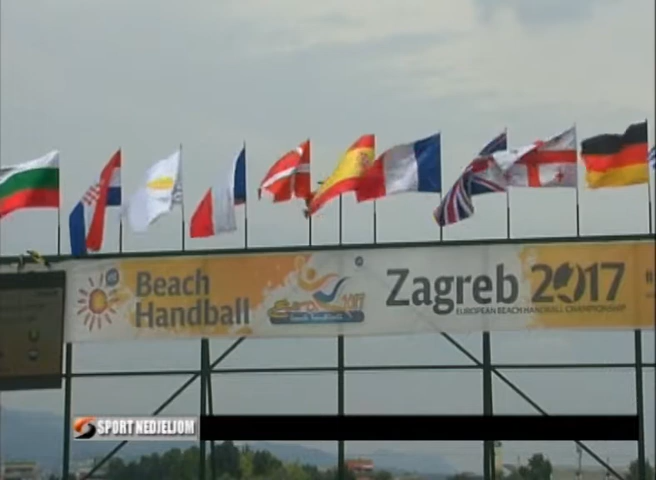 Beach
Handball
Zagreb 2017
EUROPEAN BEACH HANDBALL CHAMPIONSHIP
SPORT NEDJELJOM